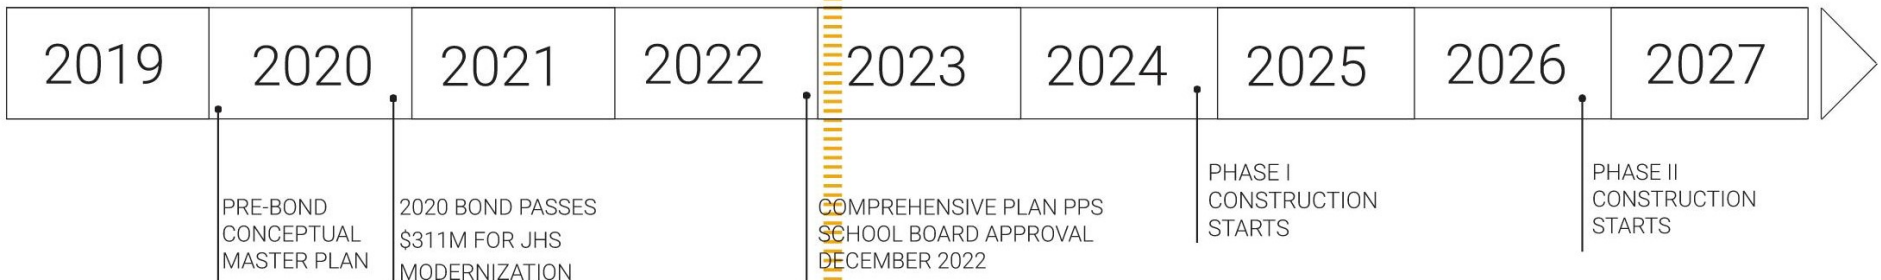 2019 2020 2021 2022 2023 2024 2025 2026 2027
PRE-BOND
CONCEPTUAL
MASTER PLAN
2020 BOND PASSES
$311M FOR JHS
MODERNIZATION
COMPREHENSIVE PLAN PPS
SCHOOL BOARD APPROVAL
DECEMBER 2022
PHASE I
CONSTRUCTION
STARTS
PHASE II
CONSTRUCTION
STARTS